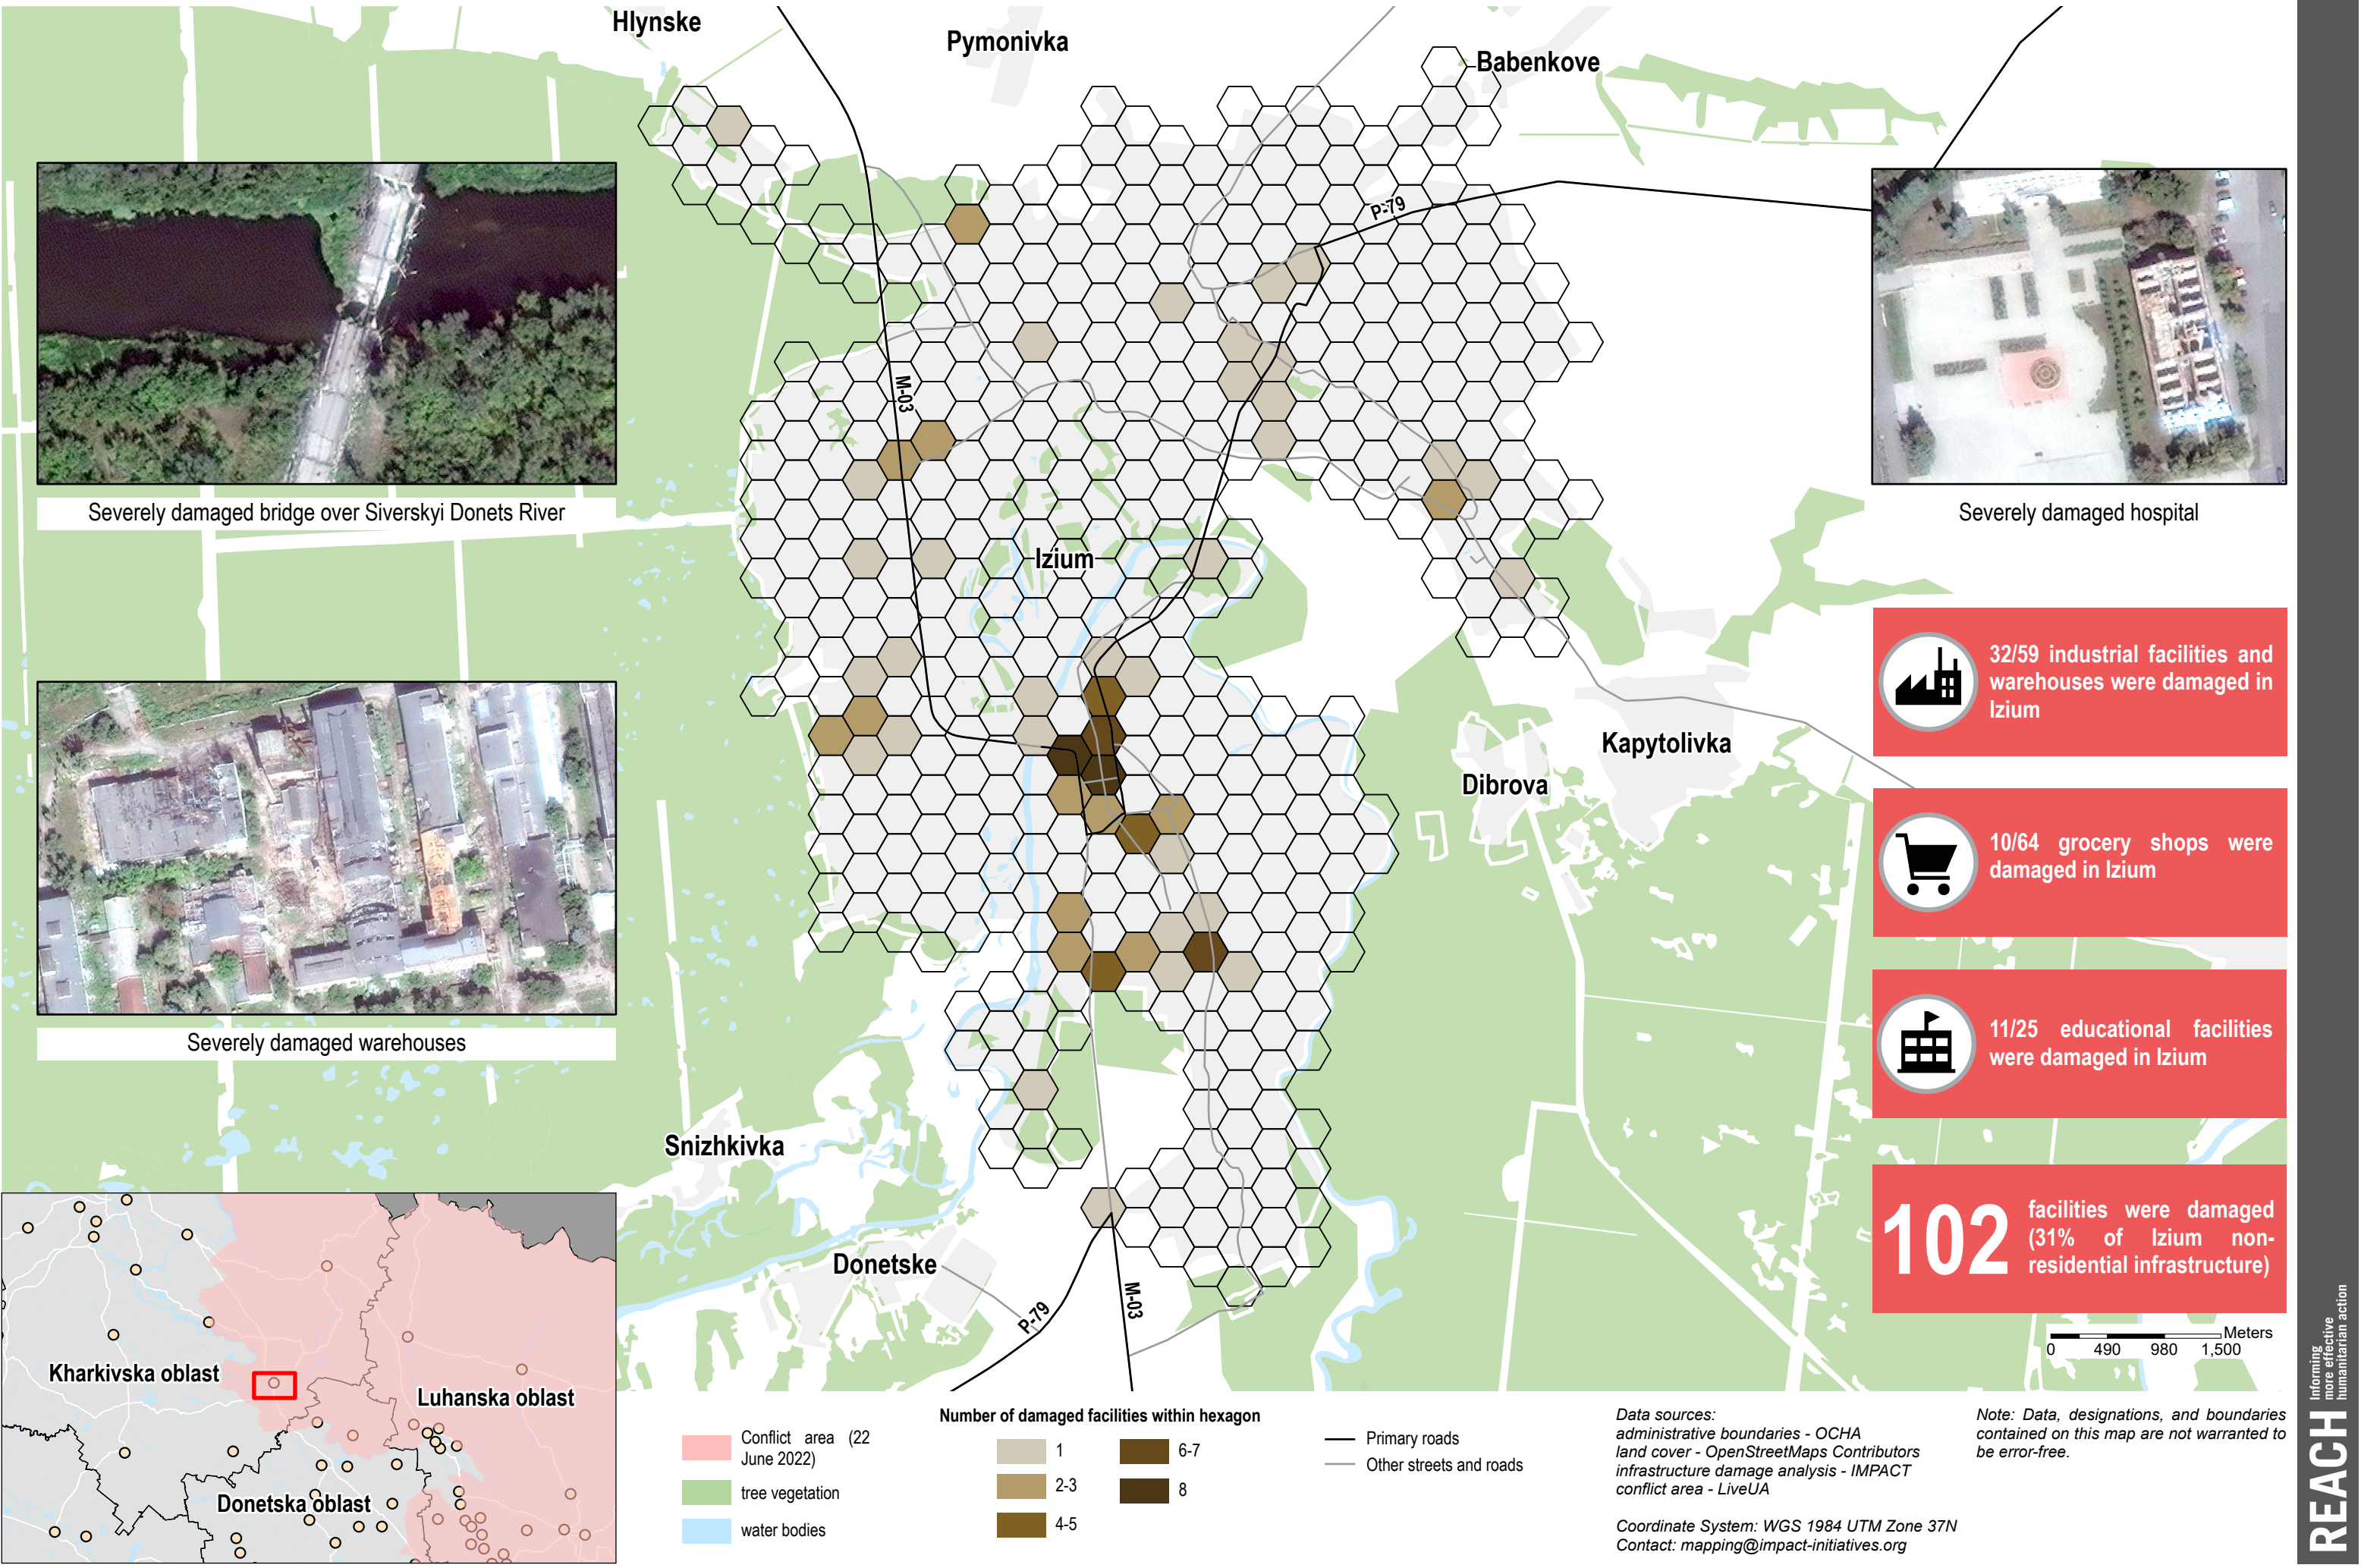 Hlynske
Pymonivka
Babenkove
P-79
M-03
Severely damaged bridge over Siverskyi Donets River
Severely damaged hospital
Izium
32/59 industrial facilities and
warehouses were damaged in
Izium
Kapytolivka
Dibrova
10/64 grocery shops were
damaged in Izium
11/25 educational facilities
were damaged in Izium
Severely damaged warehouses
Snizhkivka
102
facilities were damaged
(31% of Izium non-
residential infrastructure)
Donetske
P-79
M-03
Meters
0 490 980 1,500
Kharkivska oblast
Luhanska oblast
Donetska oblast
Conflict area (22
June 2022)
tree vegetation
water bodies
Number of damaged facilities within hexagon
1
2-3
4-5
6-7
8
Primary roads
Other streets and roads
Data sources:
administrative boundaries - OCHA
land cover - OpenStreetMaps Contributors
infrastructure damage analysis - IMPACT
conflict area - LiveUA
Coordinate System: WGS 1984 UTM Zone 37N
Contact: mapping@impact-initiatives.org
Note: Data, designations, and boundaries
contained on this map are not warranted to
be error-free.
REACH
Informing
more effective
humanitarian action